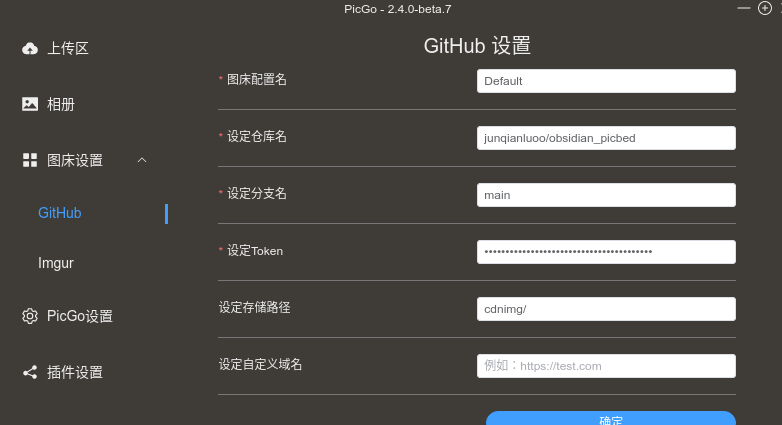 PicGo - 2.4.0-beta.7
上传区
相册
图床设置
GitHub
Imgur
PicGo设置
插件设置
GitHub 设置
* 图床配置名
Default
* 设定仓库名
junqianluoo/obsidian_picbed
* 设定分支名
main
* 设定Token
••••••••••••••••••••••••••••••••••••••••
设定存储路径
cdnimg/
设定自定义域名
例如：https://test.com
确定